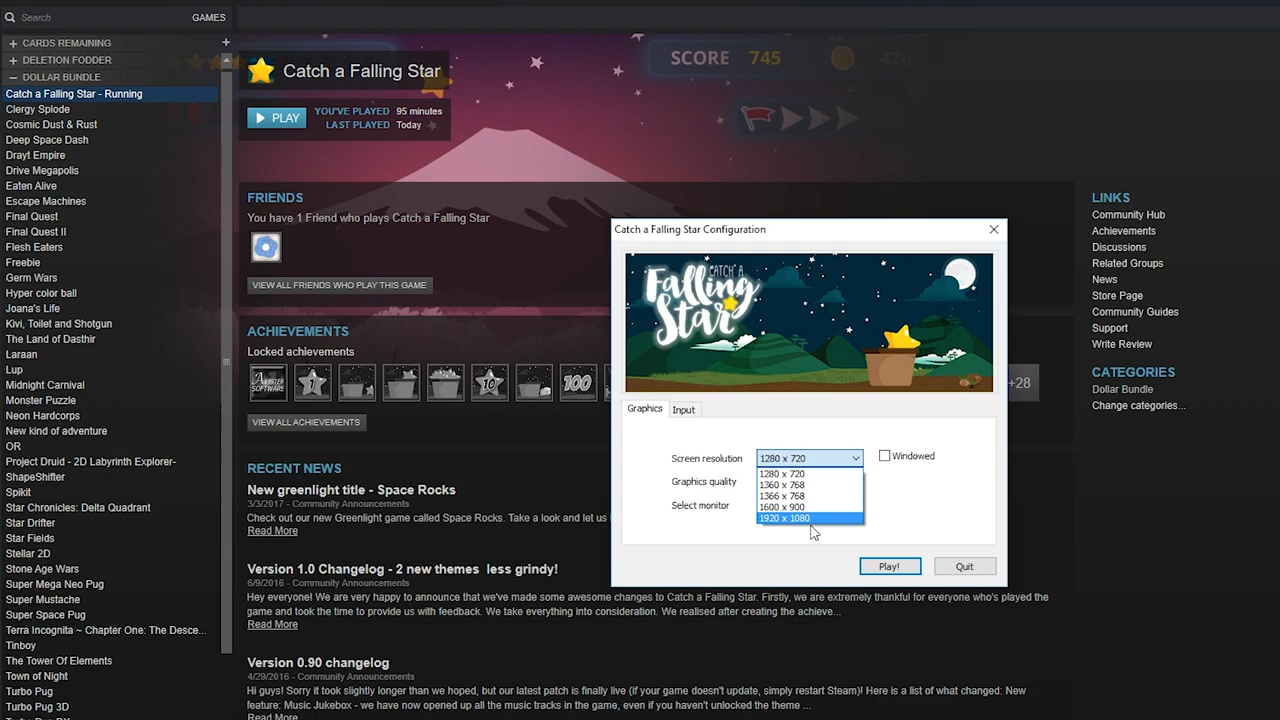 Search
GAMES
CARDS REMAINING
DELETION FODDER
DOLLAR BUNDLE
Catch a Falling Star - Running
Clergy Splode
Cosmic Dust & Rust
Deep Space Dash
Drayt Empire
Drive Megapolis
Eaten Alive
Escape Machines
Final Quest
Final Quest II
Flesh Eaters
Freebie
Germ Wars
Hyper color ball
Joana's Life
Kivi, Toilet and Shotgun
The Land of Dasthir
Laraan
Lup
Midnight Carnival
Monster Puzzle
Neon Hardcorps
New kind of adventure
OR
Project Druid - 2D Labyrinth Explorer-
ShapeShifter
Spikit
Star Chronicles: Delta Quadrant
Star Drifter
Star Fields
Stellar 2D
Stone Age Wars
Super Mega Neo Pug
Super Mustache
Super Space Pug
Terra Incognita ~ Chapter One: The Desce...
Tinboy
The Tower Of Elements
Town of Night
Turbo Pug
Turbo Pug 3D
Catch a Falling Star
SCORE 745
420
PLAY
YOU'VE PLAYED 95 minutes
LAST PLAYED Today
FRIENDS
You have 1 Friend who plays Catch a Falling Star
VIEW ALL FRIENDS WHO PLAY THIS GAME
ACHIEVEMENTS
Locked achievements
1
10
100
+28
VIEW ALL ACHIEVEMENTS
RECENT NEWS
New greenlight title - Space Rocks
3/3/2017 - Community Announcements
Check out our new Greenlight game called Space Rocks. Take a look and let us
Read More
Version 1.0 Changelog - 2 new themes less grindy!
6/9/2016 - Community Announcements
Hey everyone! We are very happy to announce that we've made some awesome changes to Catch a Falling Star. Firstly, we are extremely thankful for everyone who's played the
game and took the time to provide us with feedback. We take everything into consideration. We realised after creating the achieve...
Read More
Version 0.90 changelog
4/29/2016 - Community Announcements
Hi guys! Sorry it took slightly longer than we hoped, but our latest patch is finally live (if your game doesn't update, simply restart Steam)! Here is a list of what changed: New
feature: Music Jukebox - we have now opened up all the music tracks in the game, even if you haven't unlocked the theme ...
Read More
Catch a Falling Star Configuration
CATCH A
Falling
Star
Graphics
Input
Screen resolution
1280 x 720
Windowed
1280 x 720
1360 x 768
1366 x 768
1600 x 900
1920 x 1080
Graphics quality
Select monitor
Play!
Quit
LINKS
Community Hub
Achievements
Discussions
Related Groups
News
Store Page
Community Guides
Support
Write Review
CATEGORIES
Dollar Bundle
Change categories...